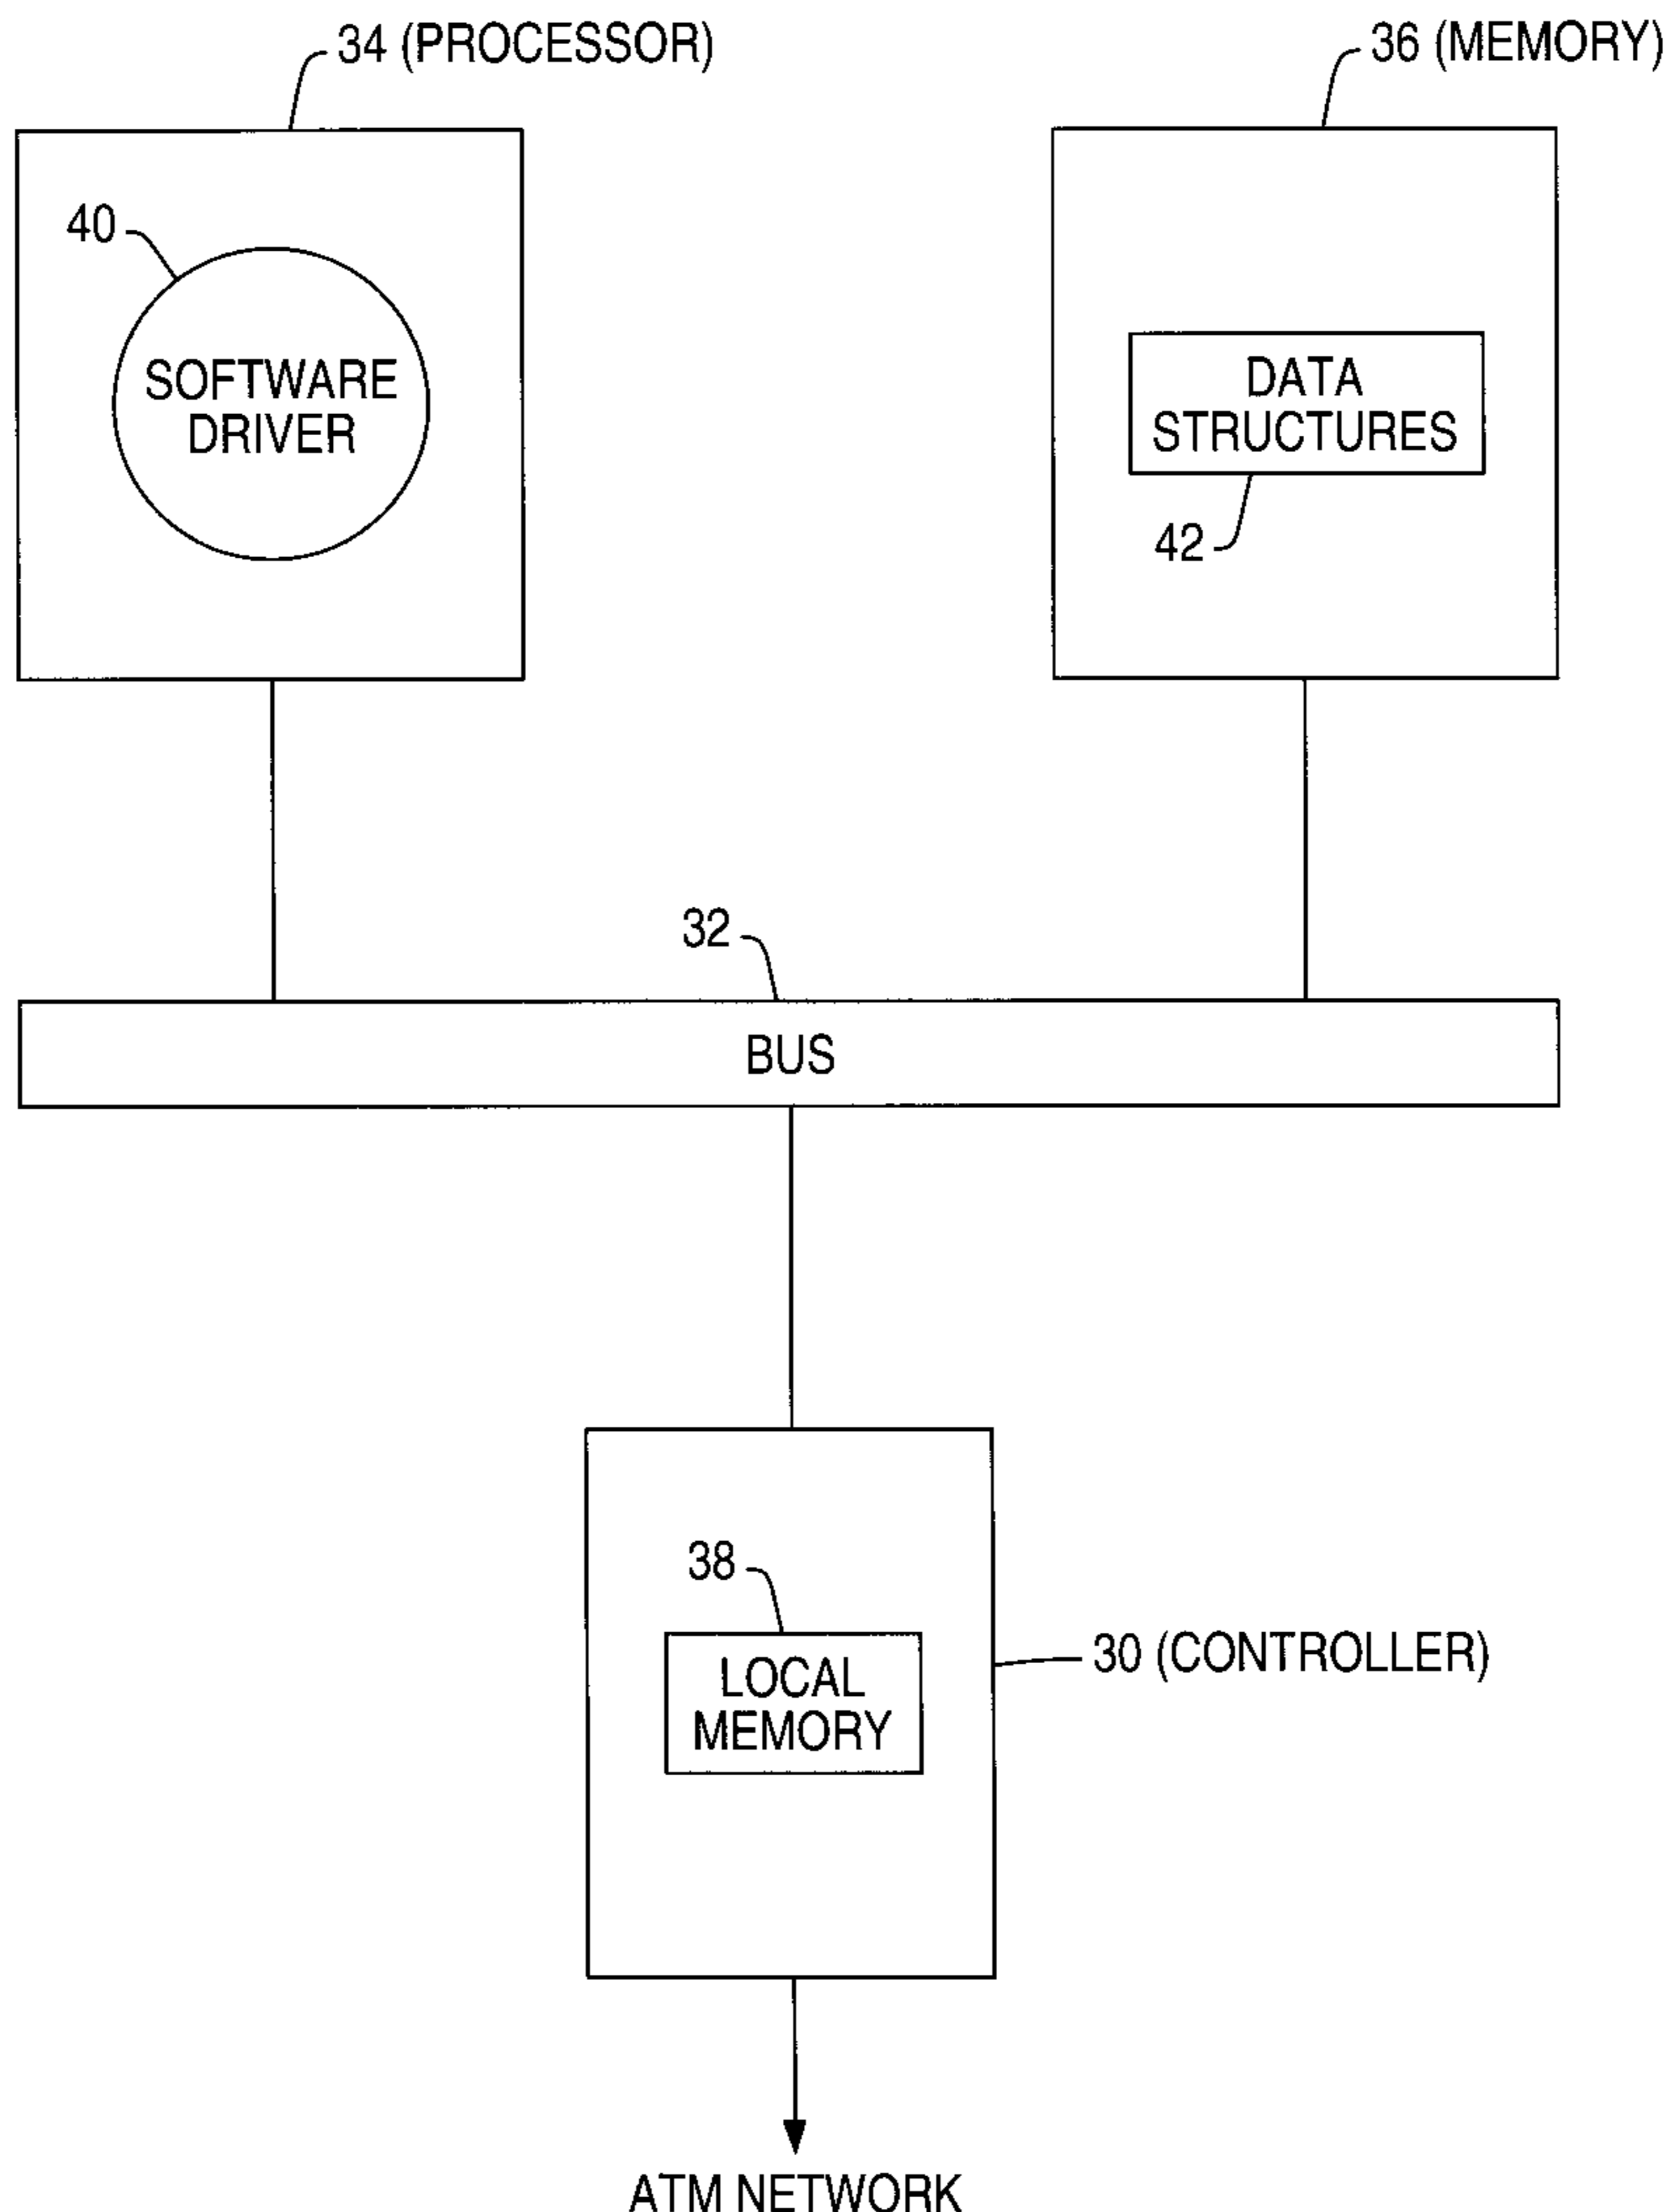 34 (PROCESSOR)
36 (MEMORY)
40
SOFTWARE
DRIVER
DATA
STRUCTURES
42
32
BUS
38
LOCAL
MEMORY
30 (CONTROLLER)
ATM NETWORK